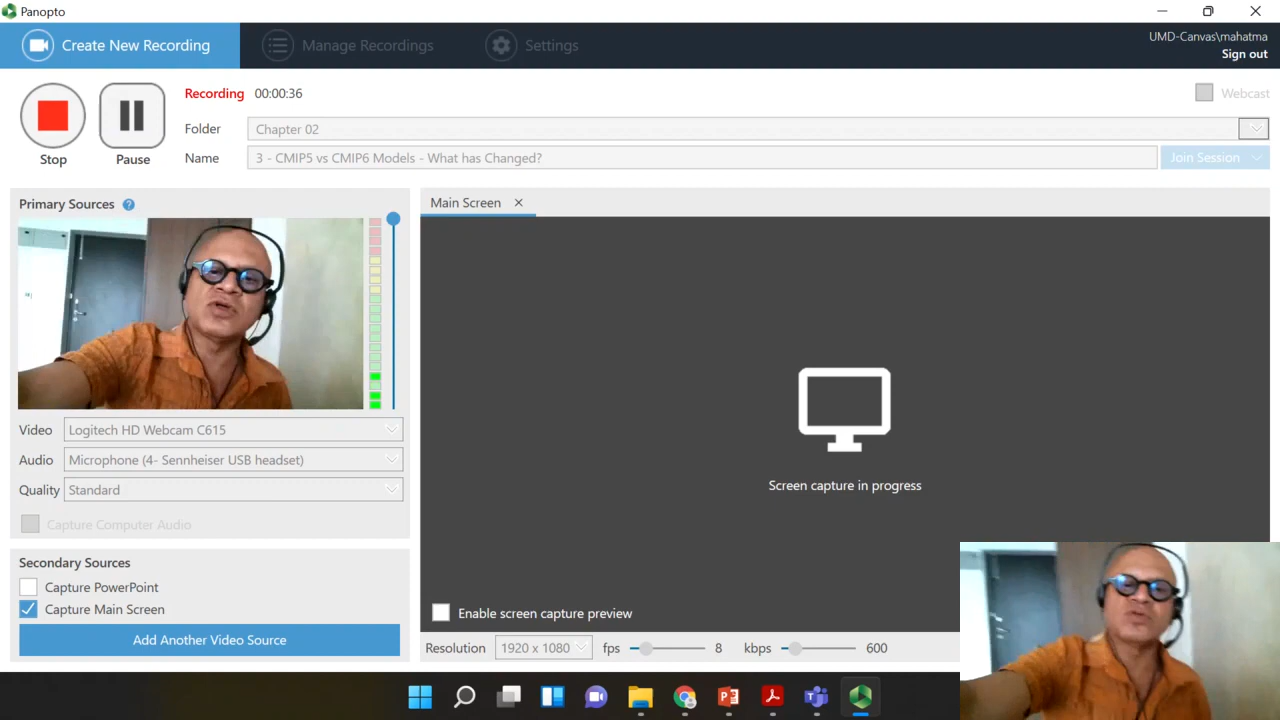 Panopto
Create New Recording
Manage Recordings
Settings
UMD-Canvas\mahatma
Sign out
Recording 00:00:36
Webcast
Folder Chapter 02
Name 3 - CMIP5 vs CMIP6 Models - What has Changed?
Join Session
Stop
Pause
Primary Sources ?
Video Logitech HD Webcam C615
Audio Microphone (4- Sennheiser USB headset)
Quality Standard
Capture Computer Audio
Secondary Sources
Capture PowerPoint
Capture Main Screen
Add Another Video Source
Main Screen
Screen capture in progress
Enable screen capture preview
Resolution 1920 x 1080 fps 8 kbps 600